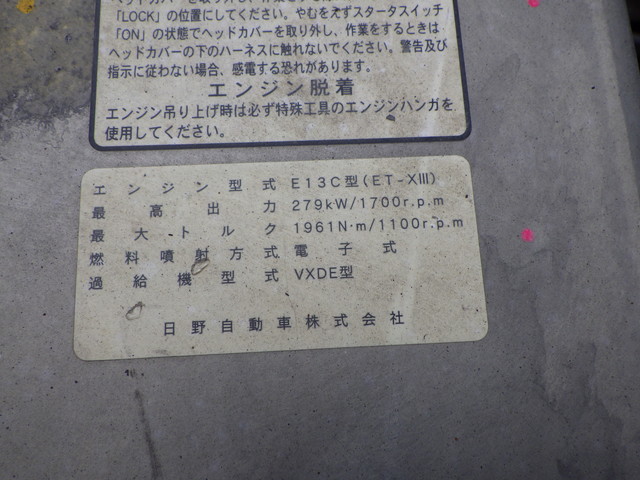 「LOCK」の位置にしてください。やむをえずスタータスイッチ
「ON」の状態でヘッドカバーを取り外し、作業をするときは
ヘッドカバーの下のハーネスに触れないでください。警告及び
指示に従わない場合、感電する恐れがあります。
エンジン脱着
エンジン吊り上げ時は必ず特殊工具のエンジンハンガを
使用してください。
エンジン型式 E13C型(ET-XIII)
最高出力 279kW/1700r.p.m
最大トルク 1961N·m/1100r.p.m
燃料噴射方式 電子式
過給機型式 VXDE型
日野自動車株式会社